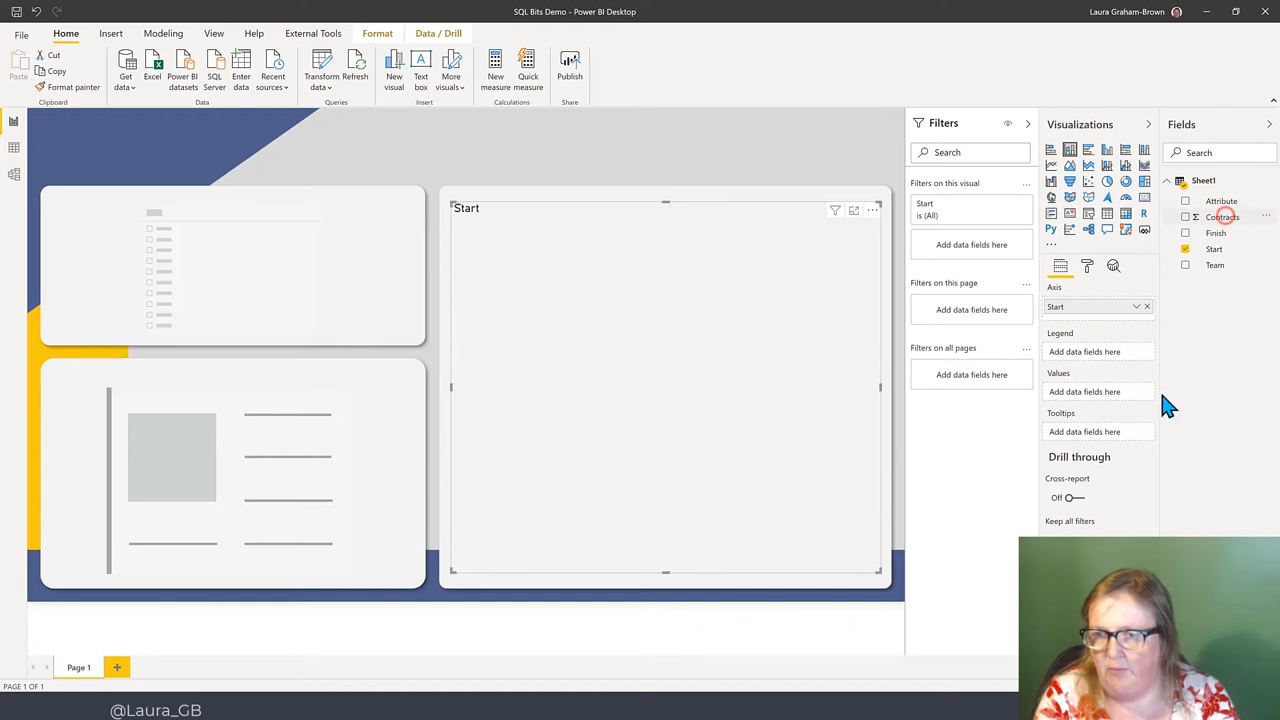 SQL Bits Demo - Power BI Desktop
Laura Graham-Brown
File
Home
Insert
Modeling
View
Help
External Tools
Format
Data / Drill
Paste
Cut
Copy
Format painter
Clipboard
Get data
Excel
Power BI datasets
SQL Server
Enter data
Recent sources
Data
Transform data
Refresh
Queries
New visual
Text box
More visuals
Insert
New measure
Quick measure
Calculations
Publish
Share
Start
Filters
Search
Filters on this visual
...
Start
is (All)
Add data fields here
Filters on this page
...
Add data fields here
Filters on all pages
...
Add data fields here
Visualizations
R
Py
...
Axis
Start
Legend
Add data fields here
Values
Add data fields here
Tooltips
Add data fields here
Drill through
Cross-report
Off
Keep all filters
Fields
Search
Sheet1
Attribute
Σ Contracts
Finish
Start
Team
Page 1
PAGE 1 OF 1
@Laura_GB